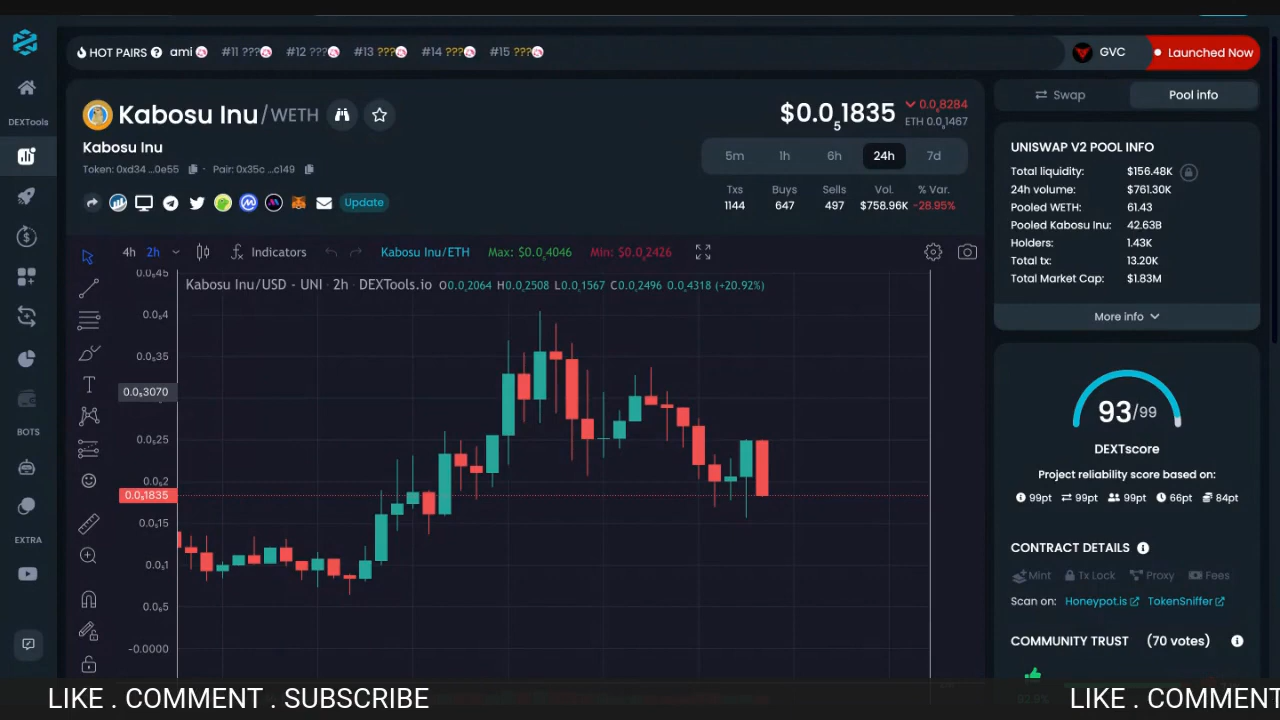 HOT PAIRS ? ami #11 ??? #12 ??? #13 ??? #14 ??? #15 ??? GVC Launched Now
Kabosu Inu/WETH
Kabosu Inu
Token: 0xd34 ...0e55 · Pair: 0x35c ...c149
Update
$0.0₅1835 0.0₈8284
ETH 0.0₈1467
5m 1h 6h 24h 7d
Txs Buys Sells Vol. % Var.
1144 647 497 $758.96K -28.95%
Swap Pool info
UNISWAP V2 POOL INFO
Total liquidity: $156.48K
24h volume: $761.30K
Pooled WETH: 61.43
Pooled Kabosu Inu: 42.63B
Holders: 1.43K
Total tx: 13.20K
Total Market Cap: $1.83M
More info
DEXTools
BOTS
EXTRA
4h 2h Indicators Kabosu Inu/ETH
Kabosu Inu/USD - UNI · 2h · DEXTools.io
-0.0000
93/99
DEXTscore
Project reliability score based on:
99pt 99pt 99pt 66pt 84pt
CONTRACT DETAILS
Mint Tx Lock Proxy Fees
Scan on: Honeypot.is TokenSniffer
COMMUNITY TRUST (70 votes)
LIKE . COMMENT . SUBSCRIBE
LIKE . COMMENT